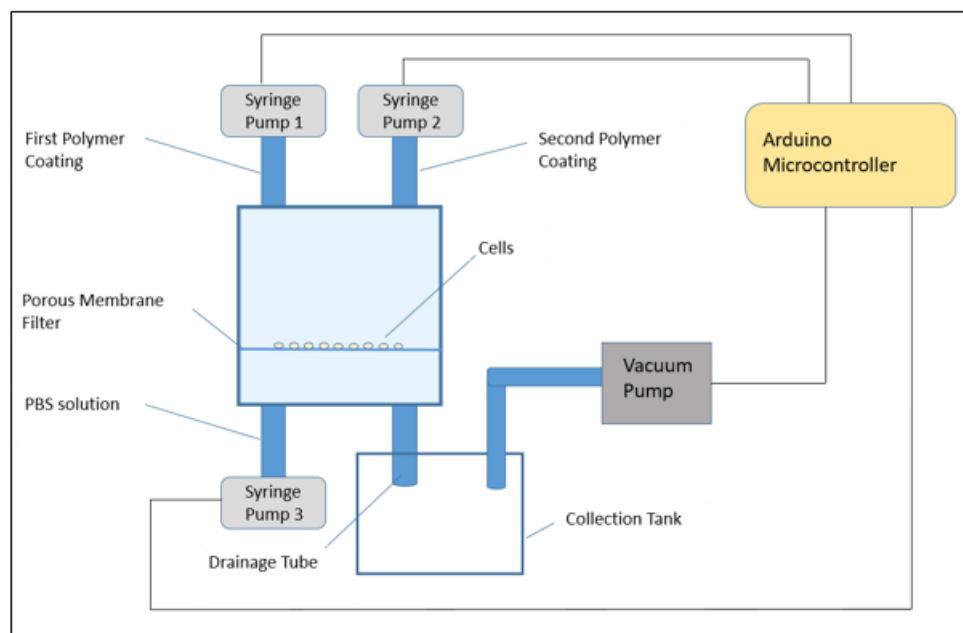 Syringe
Pump 1
Syringe
Pump 2
First Polymer
Coating
Second Polymer
Coating
Arduino
Microcontroller
Cells
Porous Membrane
Filter
Vacuum
Pump
PBS solution
Syringe
Pump 3
Collection Tank
Drainage Tube